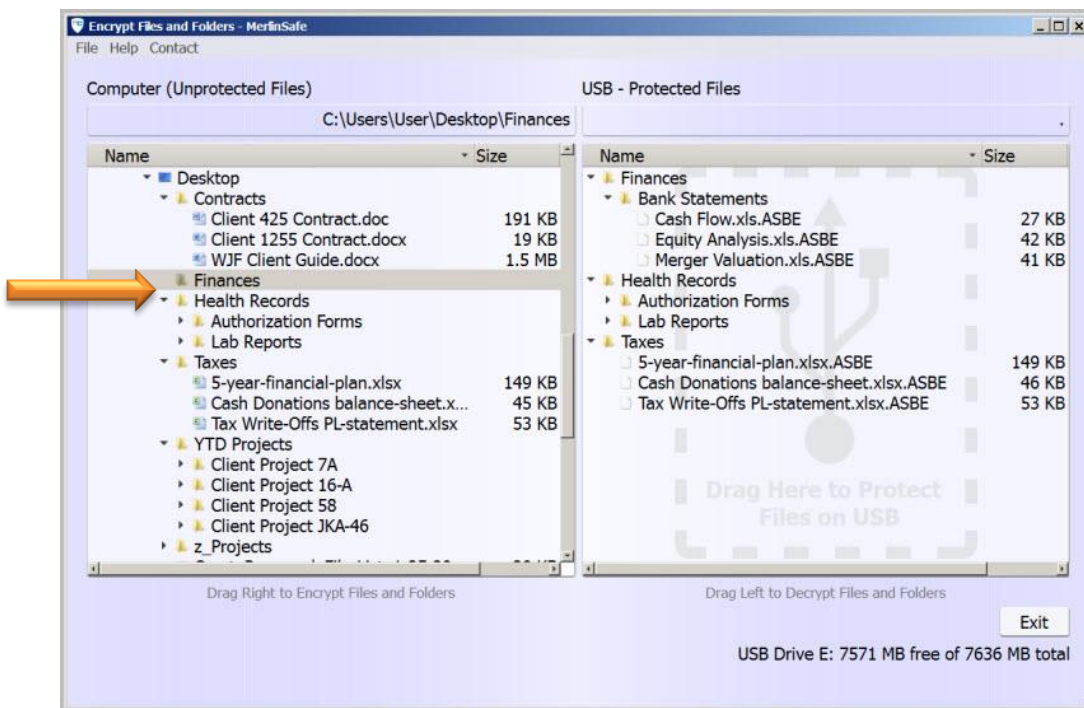 Encrypt Files and Folders - MerlinSafe
File Help Contact
Computer (Unprotected Files)
USB - Protected Files
C:\Users\User\Desktop\Finances
.
Name Size
Desktop
Contracts
Client 425 Contract.doc 191 KB
Client 1255 Contract.docx 19 KB
WJF Client Guide.docx 1.5 MB
Finances
Health Records
Authorization Forms
Lab Reports
Taxes
5-year-financial-plan.xlsx 149 KB
Cash Donations balance-sheet.x... 45 KB
Tax Write-Offs PL-statement.xlsx 53 KB
YTD Projects
Client Project 7A
Client Project 16-A
Client Project 58
Client Project JKA-46
z_Projects
Drag Right to Encrypt Files and Folders
Name Size
Finances
Bank Statements
Cash Flow.xls.ASBE 27 KB
Equity Analysis.xls.ASBE 42 KB
Merger Valuation.xls.ASBE 41 KB
Health Records
Authorization Forms
Lab Reports
Taxes
5-year-financial-plan.xlsx.ASBE 149 KB
Cash Donations balance-sheet.xlsx.ASBE 46 KB
Tax Write-Offs PL-statement.xlsx.ASBE 53 KB
Drag Here to Protect
Files on USB
Drag Left to Decrypt Files and Folders
Exit
USB Drive E: 7571 MB free of 7636 MB total